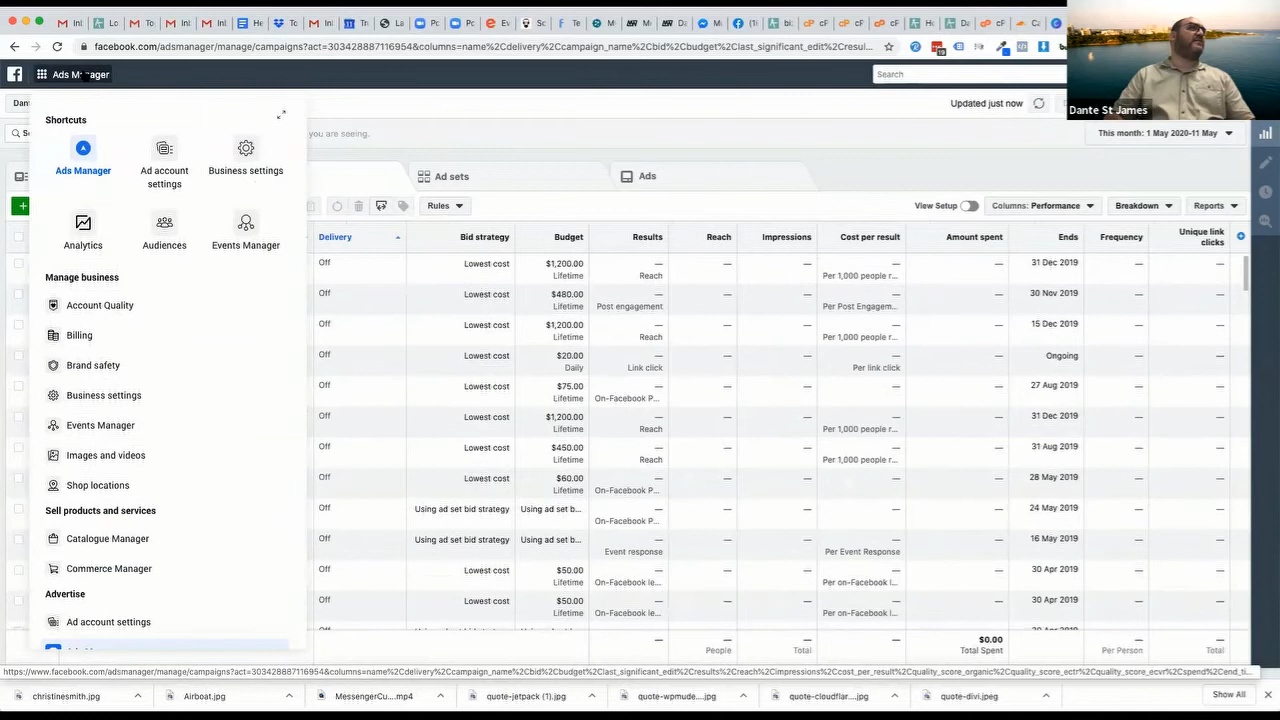 facebook.com/adsmanager/manage/campaigns?act=303428887116954&columns=name%2Cdelivery%2Ccampaign_name%2Cbid%2Cbudget%2Clast_significant_edit%2Cresu...
Dante St James
Ads Manager
Search
Updated just now
Shortcuts
you are seeing.
This month: 1 May 2020-11 May
Ads Manager
Ad account settings
Business settings
Ad sets
Ads
Rules
View Setup
Columns: Performance
Breakdown
Reports
Analytics
Audiences
Events Manager
Delivery
Bid strategy
Budget
Results
Reach
Impressions
Cost per result
Amount spent
Ends
Frequency
Unique link clicks
Off Lowest cost $1,200.00 — — — — — 31 Dec 2019 — —
Lifetime Reach Per 1,000 people r...
Off Lowest cost $480.00 — — — — — 30 Nov 2019 — —
Lifetime Post engagement Per Post Engagem...
Off Lowest cost $1,200.00 — — — — — 15 Dec 2019 — —
Lifetime Reach Per 1,000 people r...
Off Lowest cost $20.00 — — — — — Ongoing — —
Daily Link click Per link click
Off Lowest cost $75.00 — — — — 27 Aug 2019 — —
Lifetime On-Facebook P...
Off Lowest cost $1,200.00 — — — — — 31 Dec 2019 — —
Lifetime Reach Per 1,000 people r...
Off Lowest cost $450.00 — — — — — 31 Aug 2019 — —
Lifetime Reach Per 1,000 people r...
Off Lowest cost $60.00 — — — — 28 May 2019 — —
Lifetime On-Facebook P...
Off Using ad set bid strategy Using ad set b... — — — — 24 May 2019 — —
On-Facebook P...
Off Using ad set bid strategy Using ad set b... — — — — — 16 May 2019 — —
Event response Per Event Response
Off Lowest cost $50.00 — — — — — 30 Apr 2019 — —
Lifetime On-Facebook le... Per on-Facebook l...
Off Lowest cost $50.00 — — — — — 30 Apr 2019 — —
Lifetime On-Facebook le... Per on-Facebook l...
— — — — $0.00 — —
People Total Total Spent Per Person Total
Manage business
Account Quality
Billing
Brand safety
Business settings
Events Manager
Images and videos
Shop locations
Sell products and services
Catalogue Manager
Commerce Manager
Advertise
Ad account settings
christinesmith.jpg
Airboat.jpg
MessengerCu....mp4
quote-jetpack (1).jpg
quote-wpmude....jpg
quote-cloudflar....jpg
quote-divi.jpeg
Show All